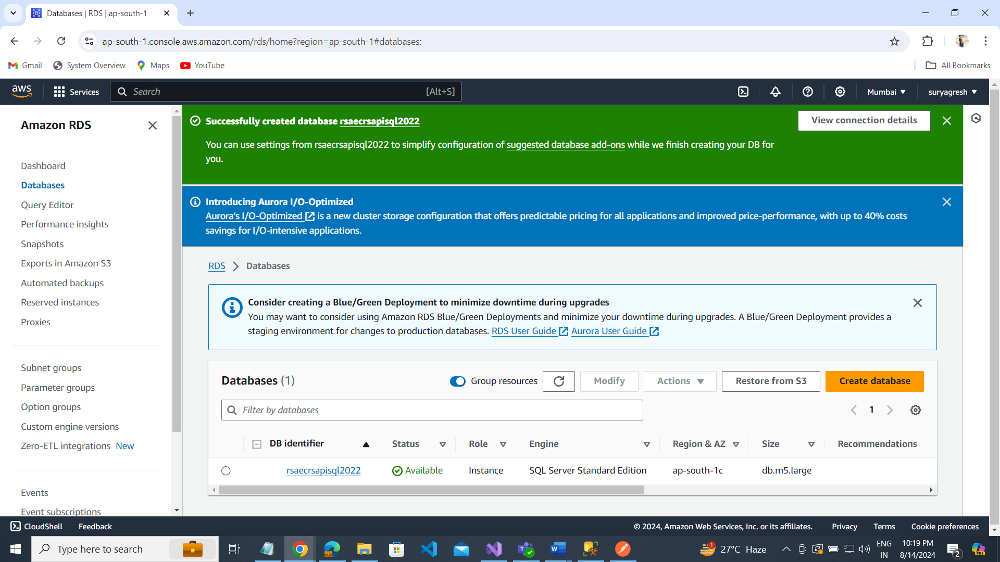 Databases | RDS | ap-south-1
ap-south-1.console.aws.amazon.com/rds/home?region=ap-south-1#databases:
Gmail System Overview Maps YouTube All Bookmarks
aws Services Search [Alt+S] Mumbai suryagresh
Amazon RDS
Dashboard
Databases
Query Editor
Performance insights
Snapshots
Exports in Amazon S3
Automated backups
Reserved instances
Proxies
Subnet groups
Parameter groups
Option groups
Custom engine versions
Zero-ETL integrations New
Events
Event subscriptions
Successfully created database rsaecrsapisql2022
View connection details
You can use settings from rsaecrsapisql2022 to simplify configuration of suggested database add-ons while we finish creating your DB for
you.
Introducing Aurora I/O-Optimized
Aurora's I/O-Optimized is a new cluster storage configuration that offers predictable pricing for all applications and improved price-performance, with up to 40% costs
savings for I/O-intensive applications.
RDS Databases
Consider creating a Blue/Green Deployment to minimize downtime during upgrades
You may want to consider using Amazon RDS Blue/Green Deployments and minimize your downtime during upgrades. A Blue/Green Deployment provides a
staging environment for changes to production databases. RDS User Guide Aurora User Guide
Databases (1) Group resources Modify Actions Restore from S3 Create database
Filter by databases 1
DB identifier Status Role Engine Region & AZ Size Recommendations
rsaecrsapisql2022 Available Instance SQL Server Standard Edition ap-south-1c db.m5.large
CloudShell Feedback © 2024, Amazon Web Services, Inc. or its affiliates. Privacy Terms Cookie preferences
Type here to search
1
27°C Haze
ENG
IN
10:19 PM
8/14/2024
2
PRE